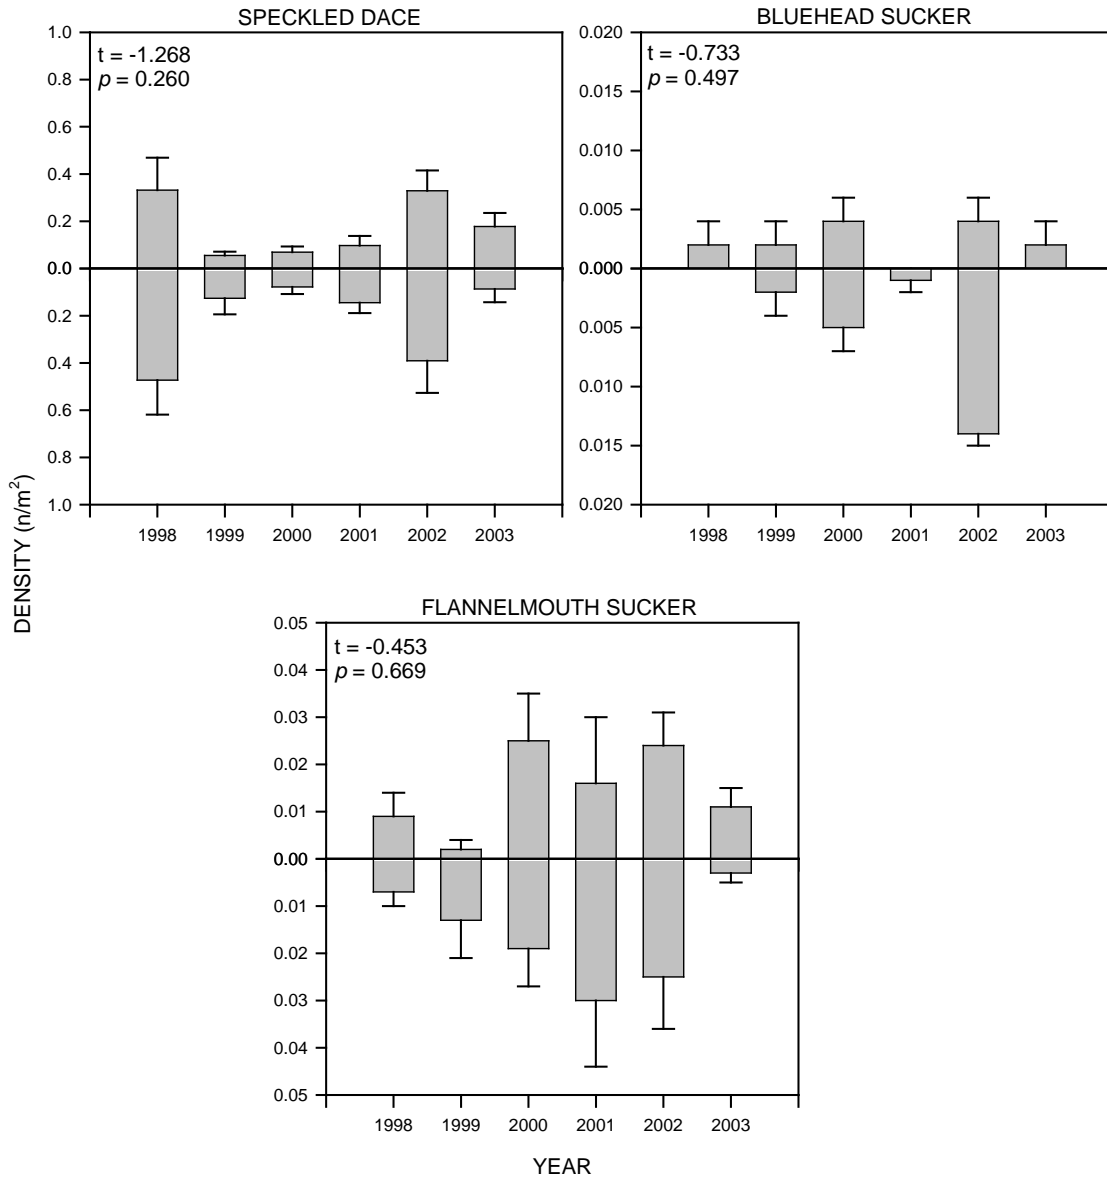 SPECKLED DACE
t = -1.268
p = 0.260
1.0
0.8
0.6
0.4
0.2
0.0
0.2
0.4
0.6
0.8
1.0
1998 1999 2000 2001 2002 2003
BLUEHEAD SUCKER
t = -0.733
p = 0.497
0.020
0.015
0.010
0.005
0.000
0.005
0.010
0.015
0.020
1998 1999 2000 2001 2002 2003
DENSITY (n/m²)
FLANNELMOUTH SUCKER
t = -0.453
p = 0.669
0.05
0.04
0.03
0.02
0.01
0.00
0.01
0.02
0.03
0.04
0.05
1998 1999 2000 2001 2002 2003
YEAR